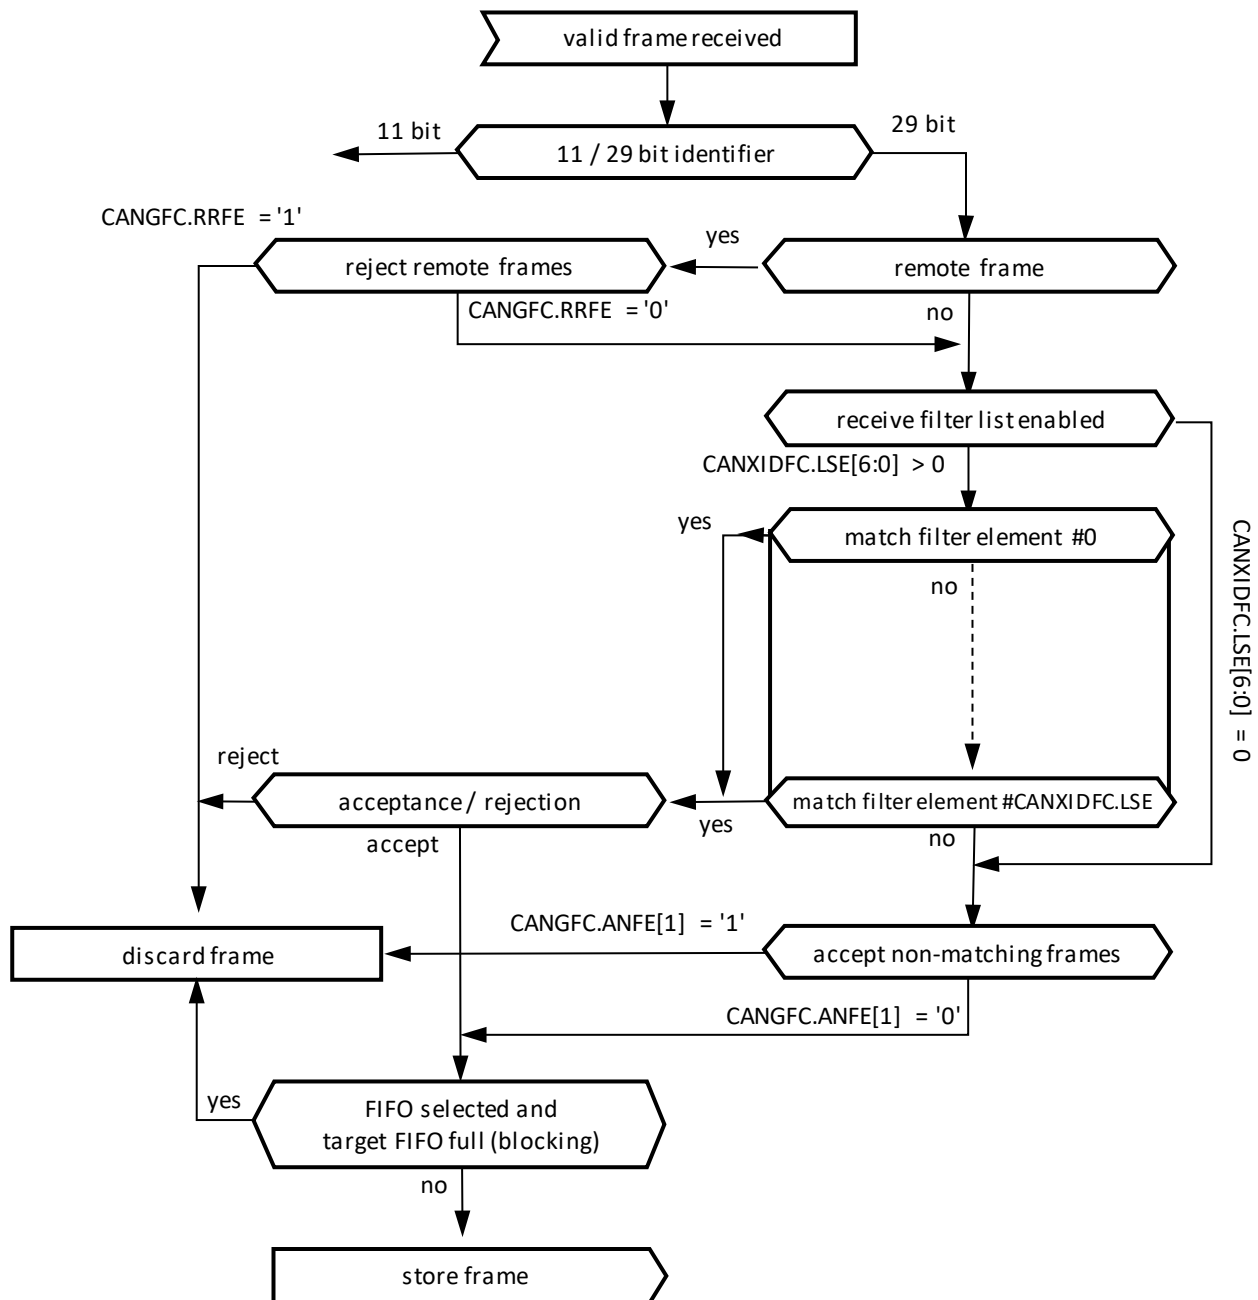 valid frame received
11 bit
29 bit
11 / 29 bit identifier
CANGFC.RRFE = '1'
yes
reject remote frames
remote frame
CANGFC.RRFE = '0'
no
receive filter list enabled
CANXIDFC.LSE[6:0] > 0
yes
match filter element #0
no
CANXIDFC.LSE[6:0] = 0
reject
acceptance / rejection
match filter element #CANXIDFC.LSE
yes
accept
no
CANGFC.ANFE[1] = '1'
discard frame
accept non-matching frames
CANGFC.ANFE[1] = '0'
yes
FIFO selected and
target FIFO full (blocking)
no
store frame